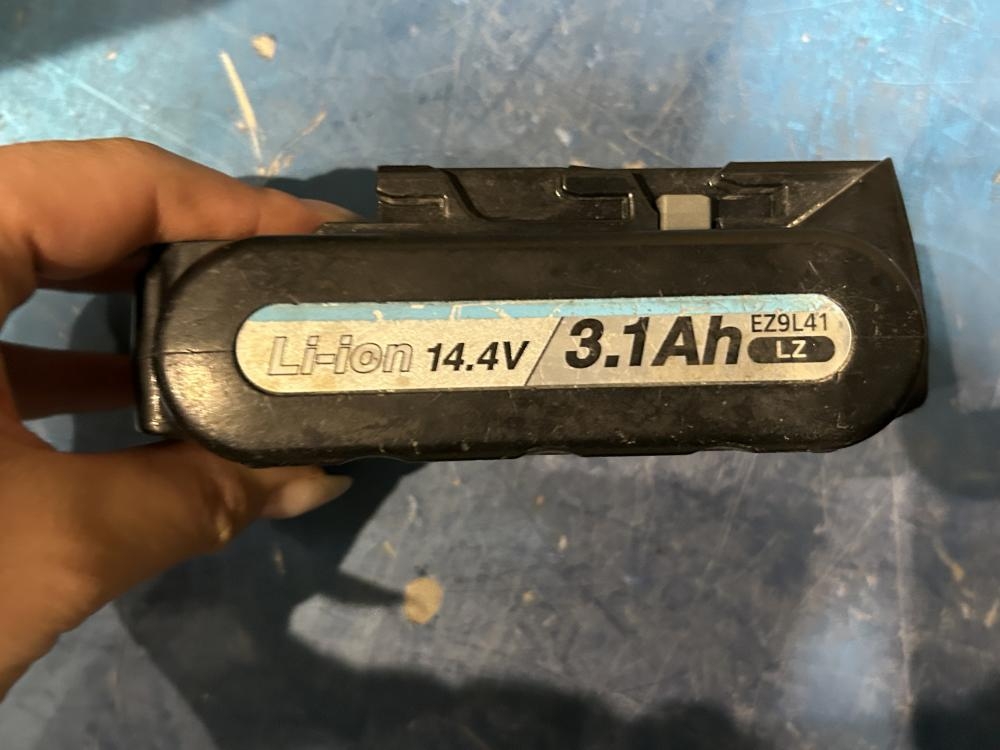 Li-ion 14.4V / 3.1Ah EZ9L41
LZ